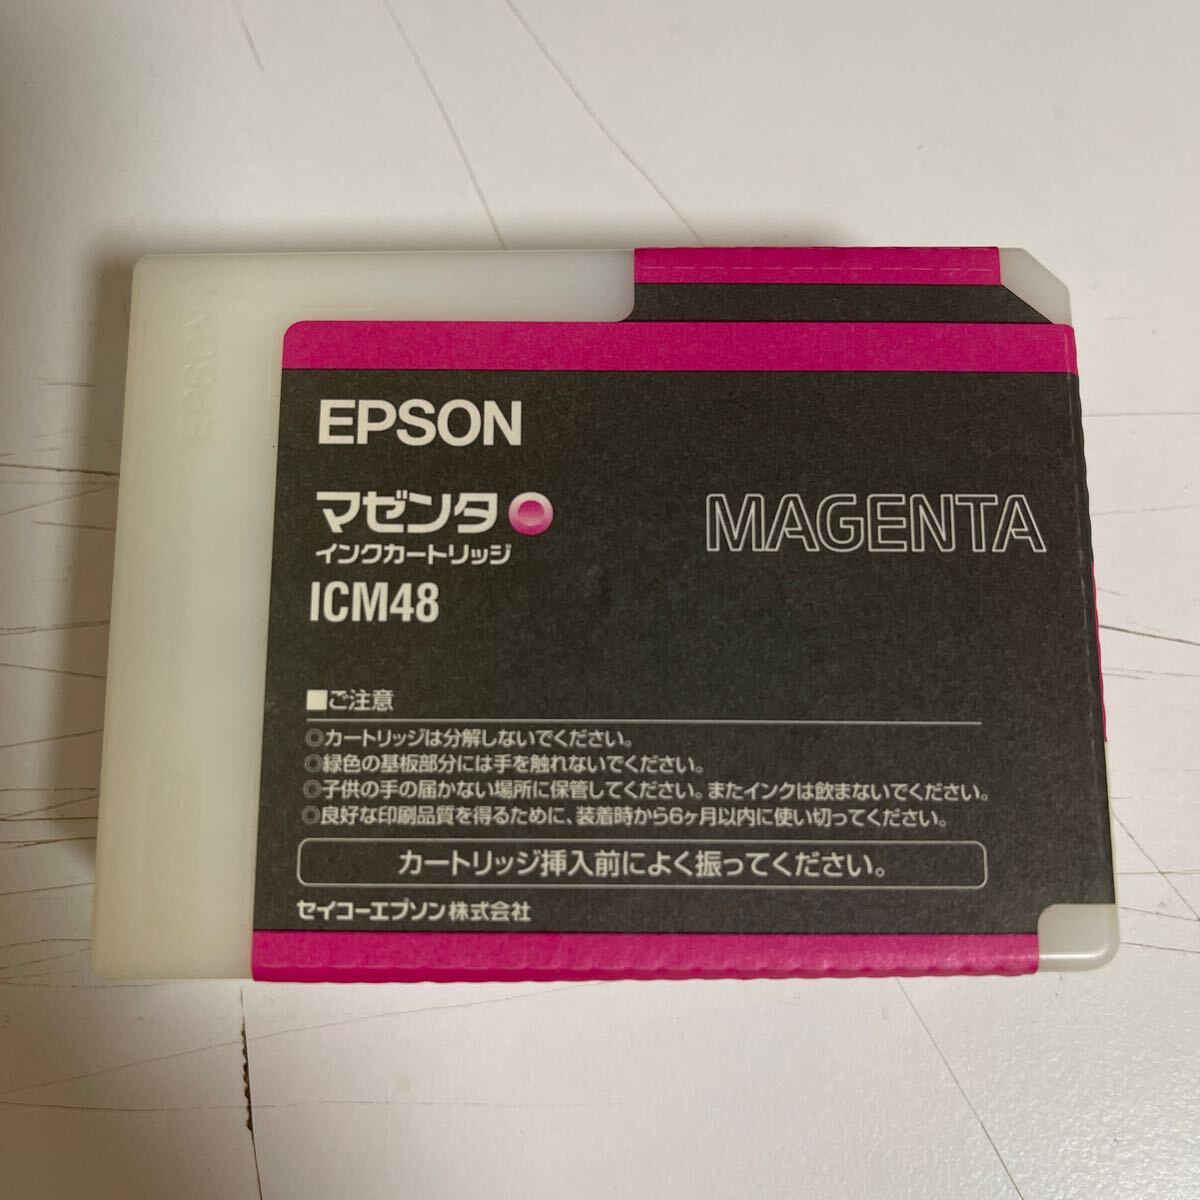 EPSON
EPSON
マゼンタ
MAGENTA
インクカートリッジ
ICM48
■ご注意
◎カートリッジは分解しないでください。
◎緑色の基板部分には手を触れないでください。
◎子供の手の届かない場所に保管してください。またインクは飲まないでください。
◎良好な印刷品質を得るために、装着時から6ヶ月以内に使い切ってください。
カートリッジ挿入前によく振ってください。
セイコーエプソン株式会社